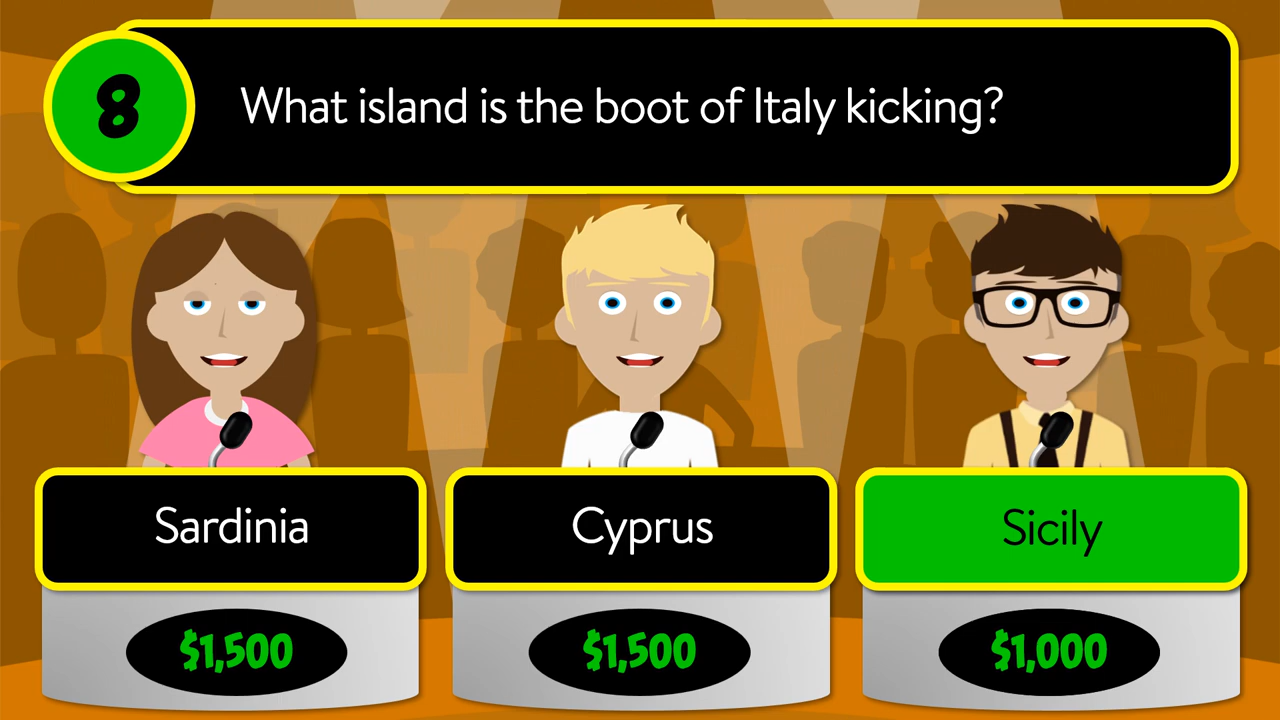 8
What island is the boot of Italy kicking?
Sardinia
Cyprus
Sicily
$1,500
$1,500
$1,000